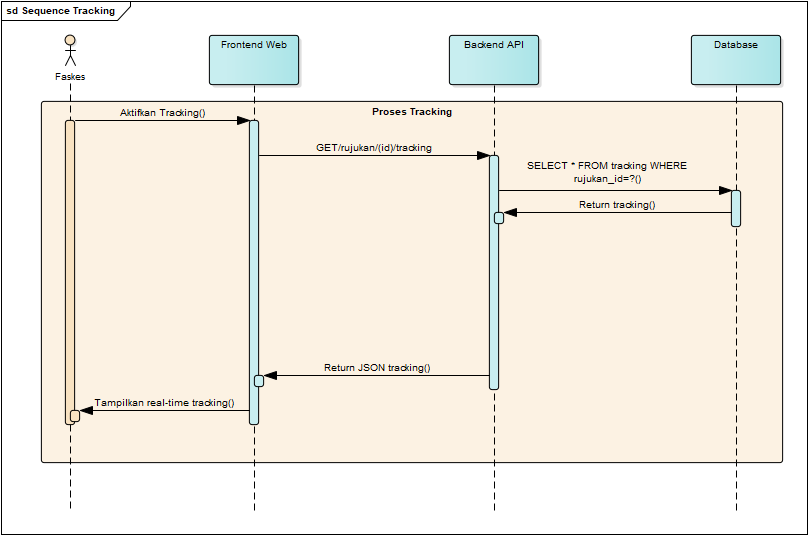 sd Sequence Tracking
Faskes
Frontend Web
Backend API
Database
Proses Tracking
Aktifkan Tracking()
GET/rujukan/(id)/tracking
SELECT * FROM tracking WHERE
rujukan_id=?()
Return tracking()
Return JSON tracking()
Tampilkan real-time tracking()